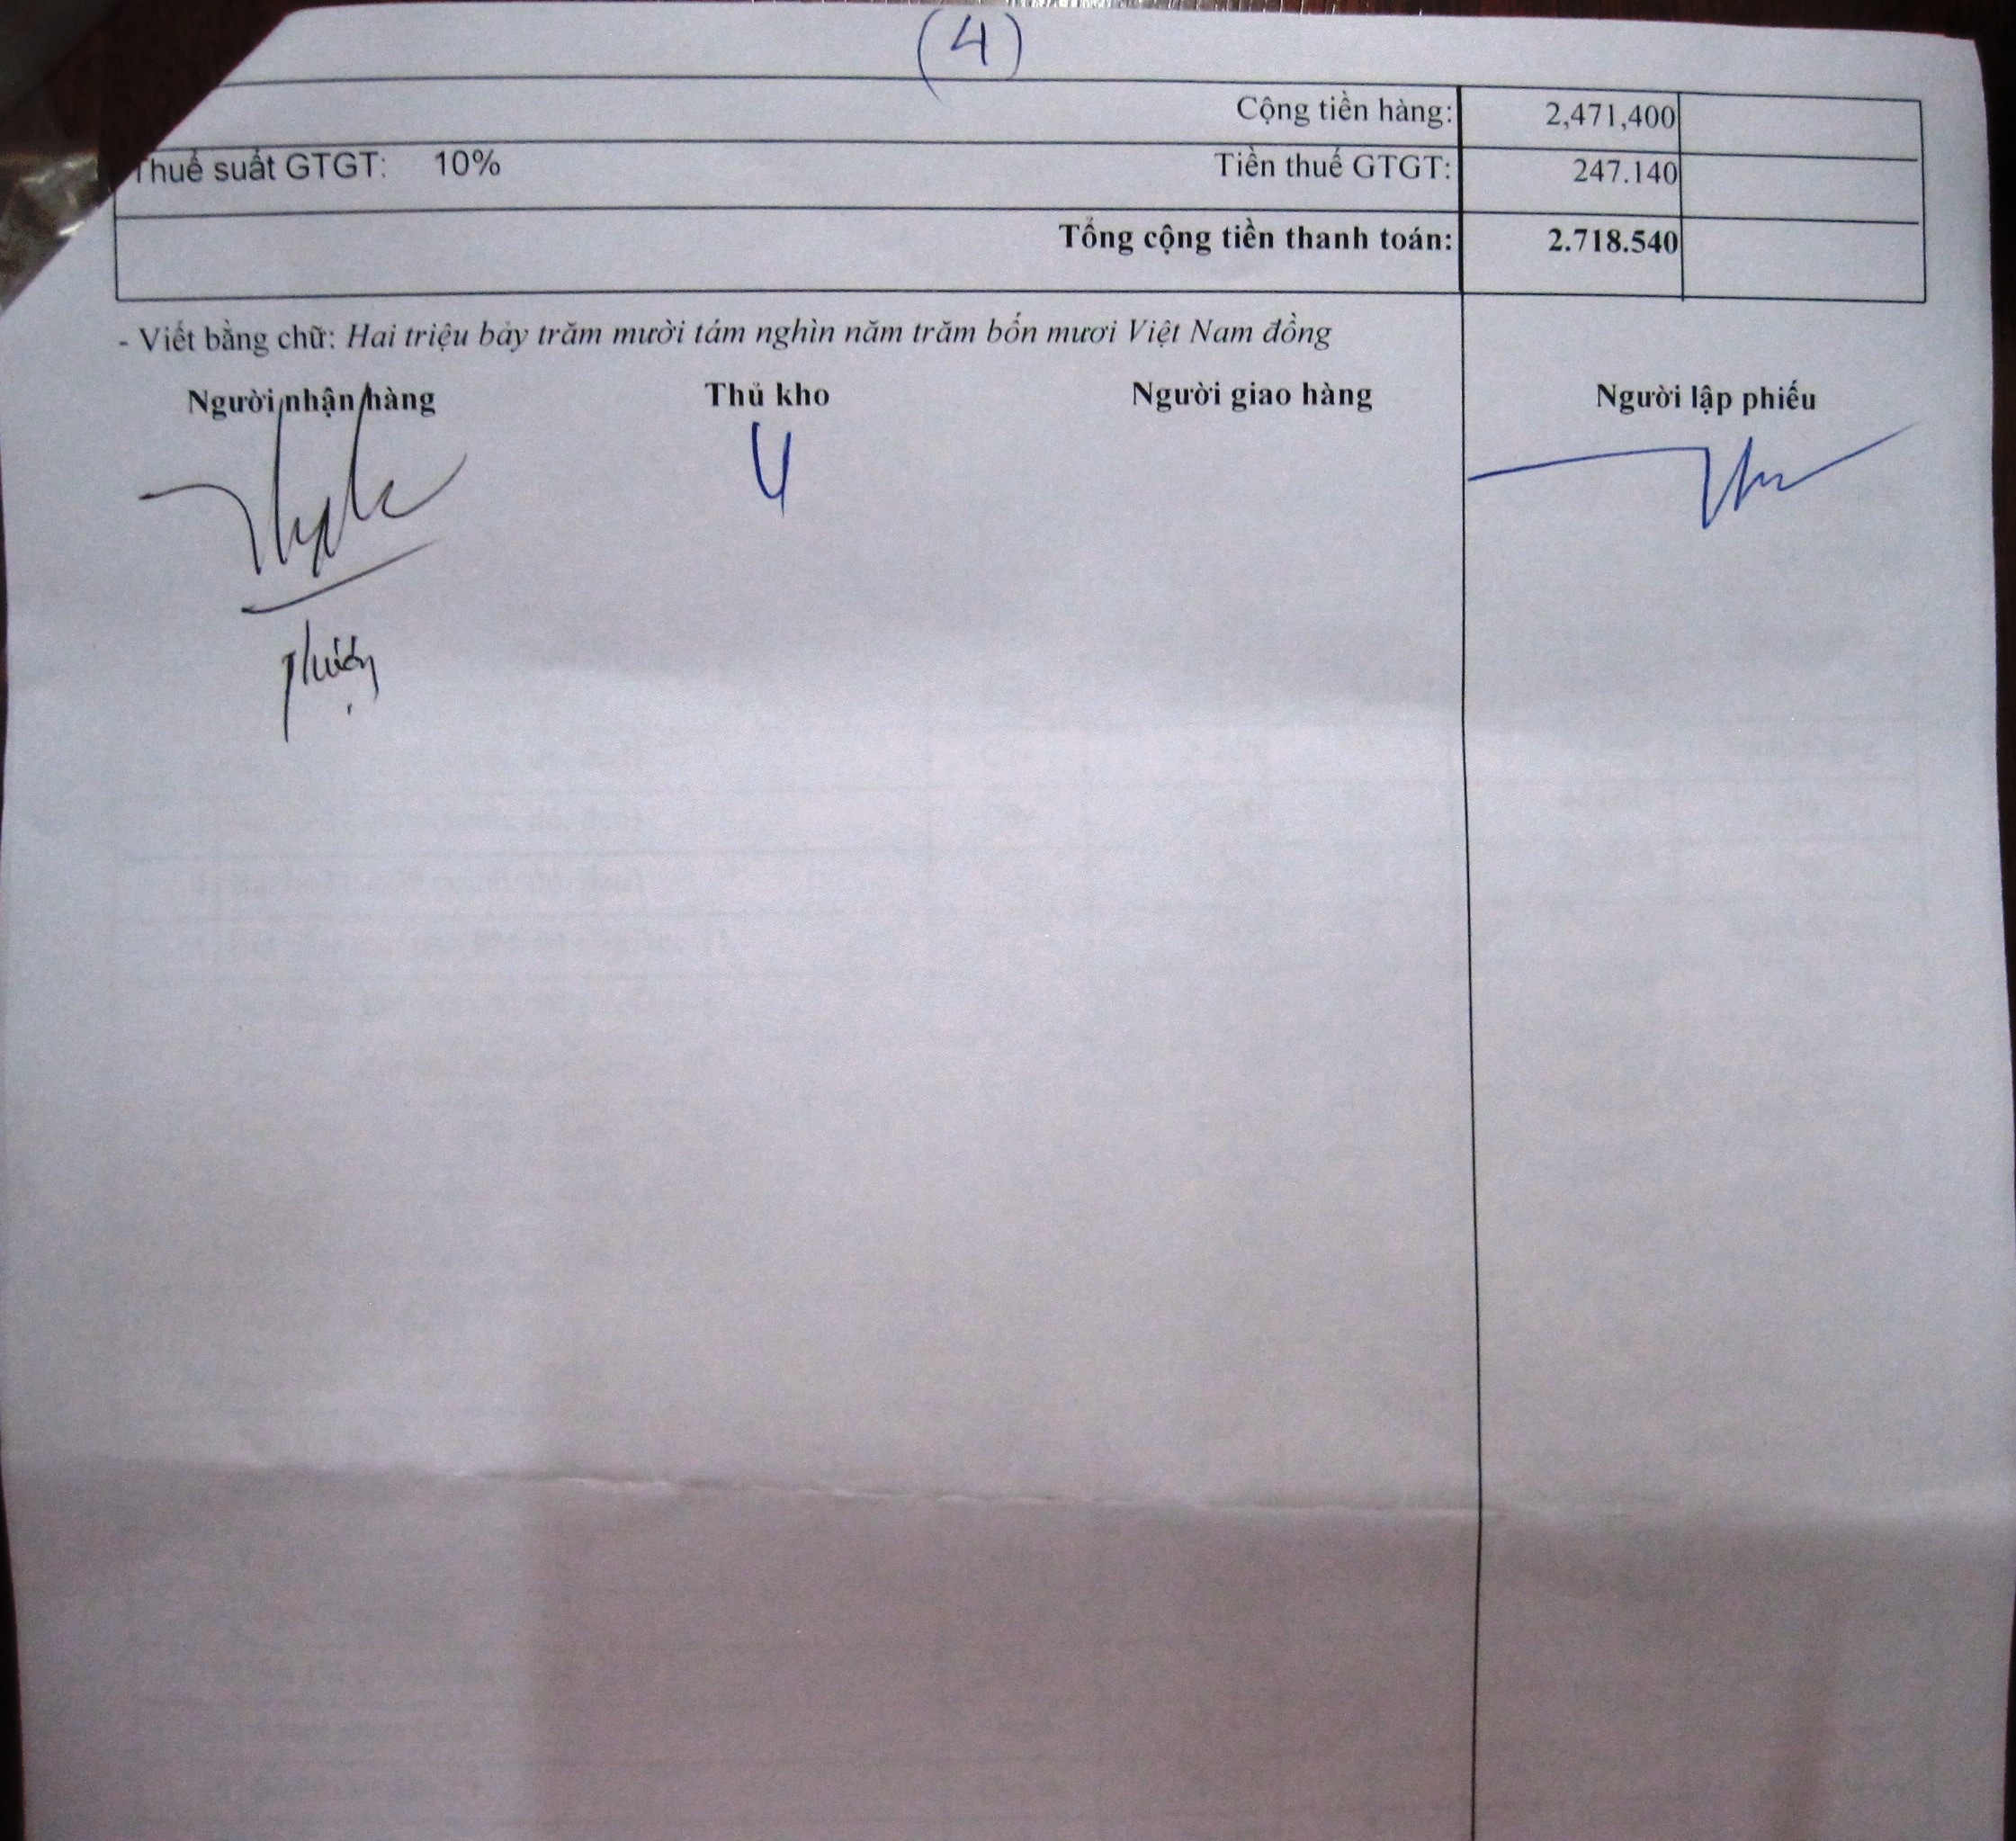 (4)
Cộng tiền hàng: 2,471,400
Thuế suất GTGT: 10% Tiền thuế GTGT: 247.140
Tổng cộng tiền thanh toán: 2.718.540
- Viết bằng chữ: Hai triệu bảy trăm mười tám nghìn năm trăm bốn mươi Việt Nam đồng
Người nhận hàng Thủ kho Người giao hàng Người lập phiếu